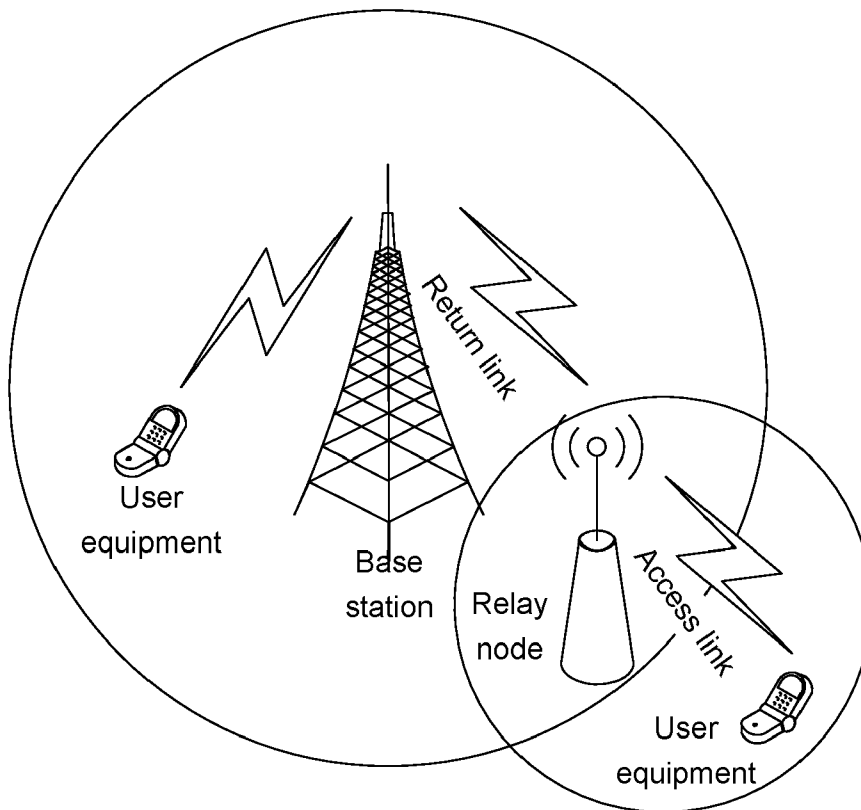 Return link
User
equipment
Base
station
Relay
node
Access link
User
equipment